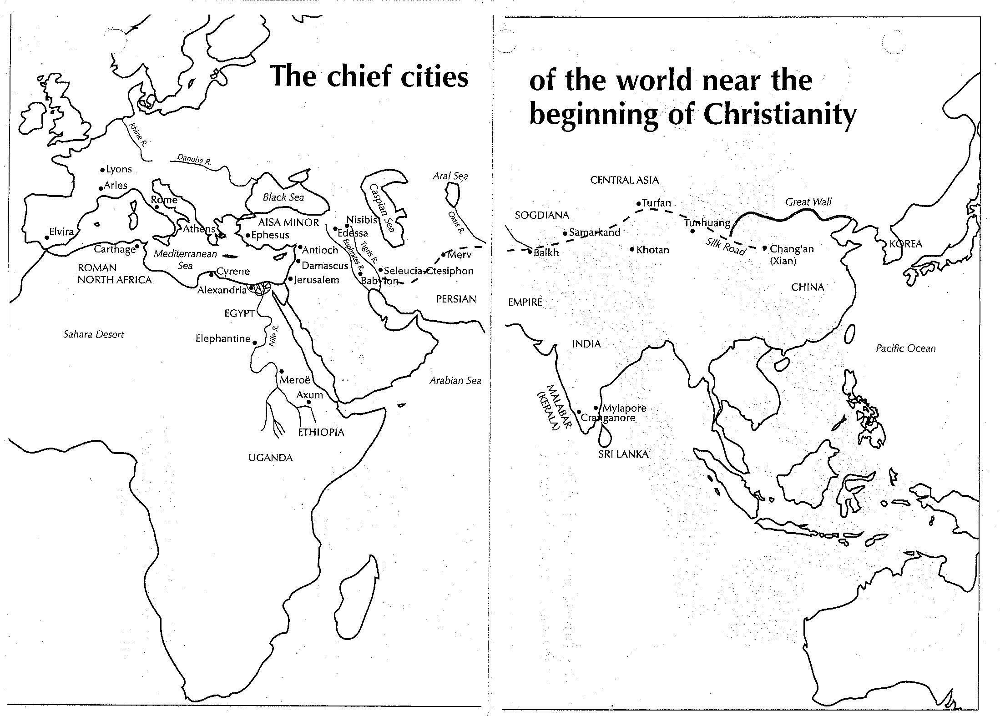 The chief cities
of the world near the
beginning of Christianity
Rhine R.
Danube R.
Lyons
Arles
Rome
Black Sea
Caspian Sea
Aral Sea
Oxus R.
Elvira
Athens
AISA MINOR
Ephesus
Nisibis
Edessa
Carthage
Mediterranean
Sea
Antioch
Damascus
Euphrates R.
Tigris R.
Merv
ROMAN
NORTH AFRICA
Cyrene
Alexandria
Jerusalem
Seleucia-Ctesiphon
Babylon
PERSIAN
EGYPT
Sahara Desert
Elephantine
Nile R.
Meroë
Axum
Arabian Sea
ETHIOPIA
UGANDA
CENTRAL ASIA
Turfan
Great Wall
SOGDIANA
Samarkand
Tunhuang
Silk Road
Balkh
Khotan
Chang'an
(Xian)
KOREA
CHINA
EMPIRE
INDIA
Pacific Ocean
MALABAR
(KERALA)
Mylapore
Cranganore
SRI LANKA